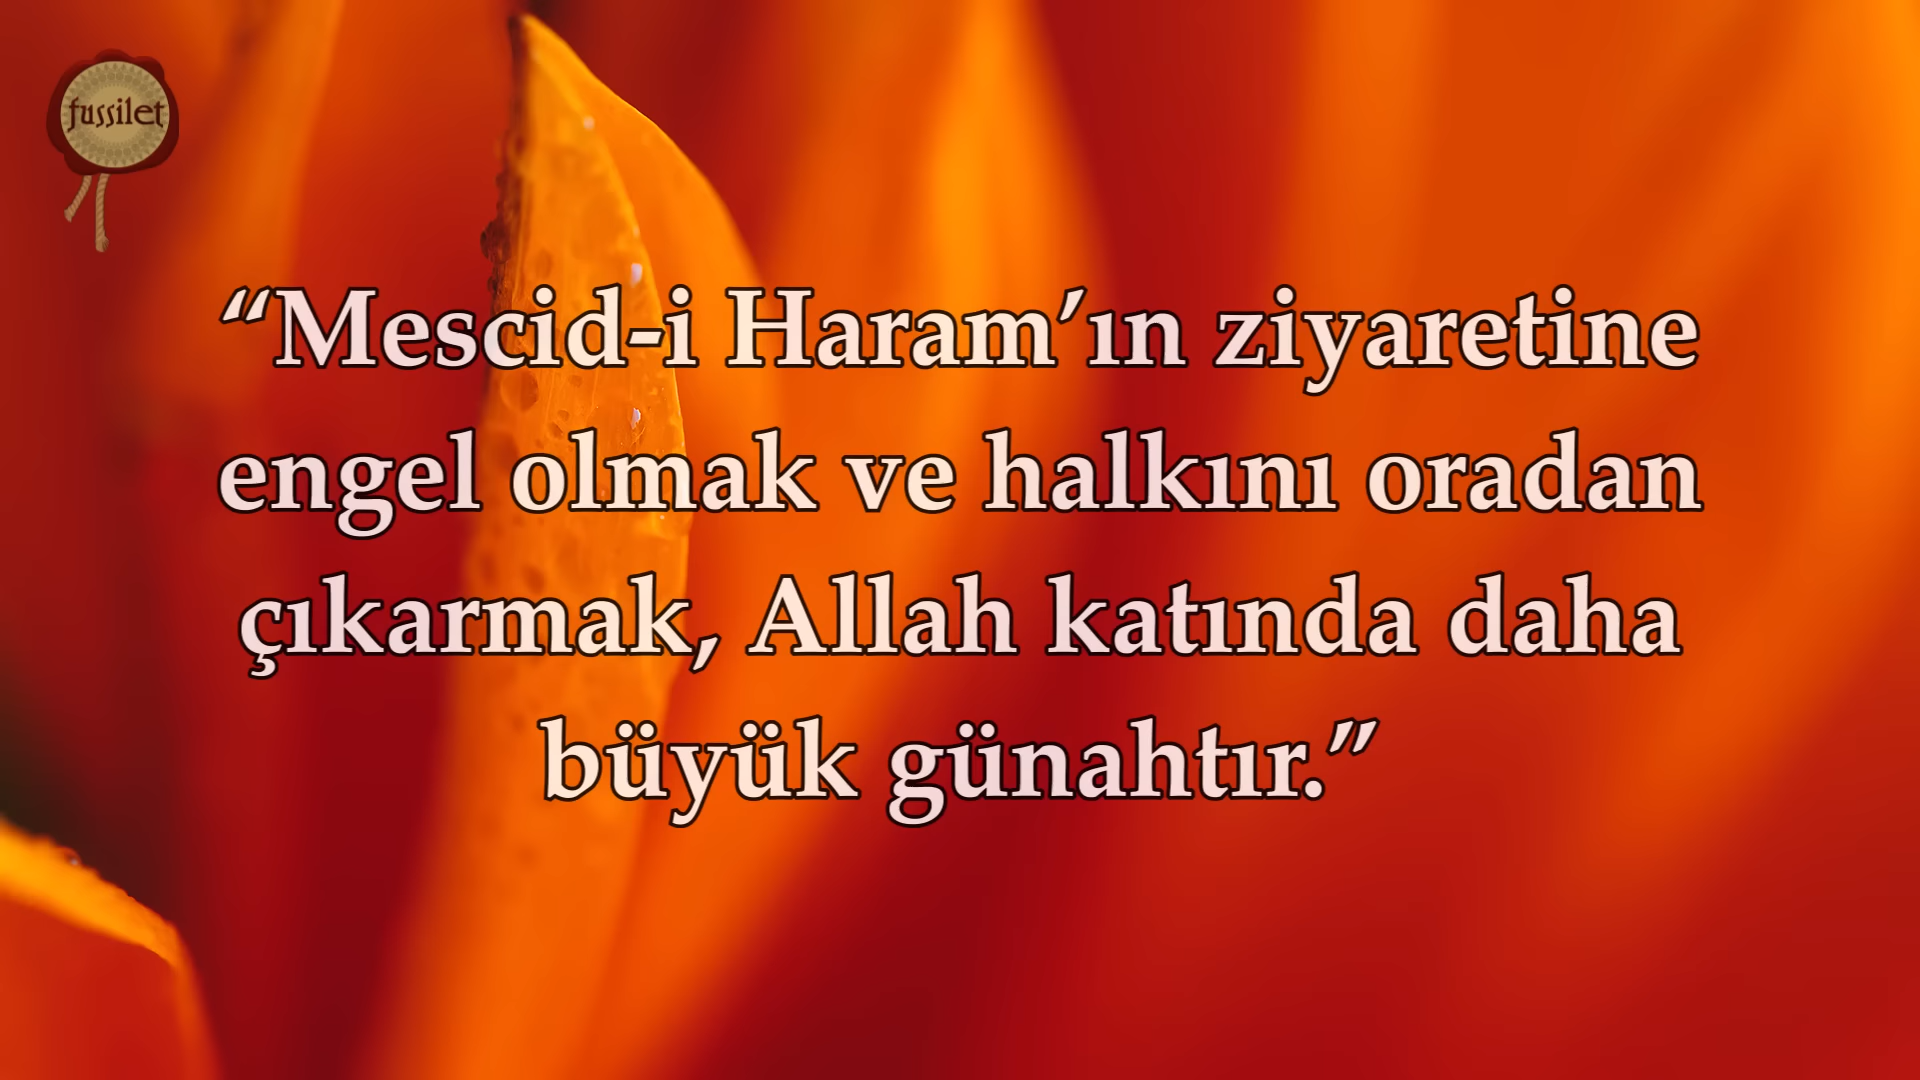 fussilet
“Mescid-i Haram’ın ziyaretine
engel olmak ve halkını oradan
çıkarmak, Allah katında daha
büyük günahtır.”